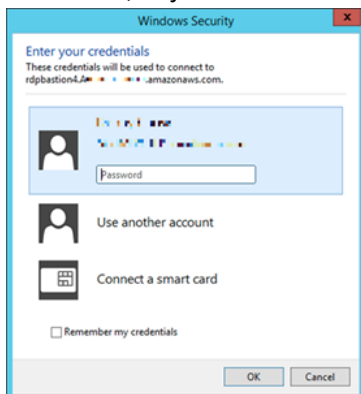 Windows Security
x
Enter your credentials
These credentials will be used to connect to
rdpbastion4.A amazonaws.com.
Password
Use another account
Connect a smart card
Remember my credentials
OK
Cancel